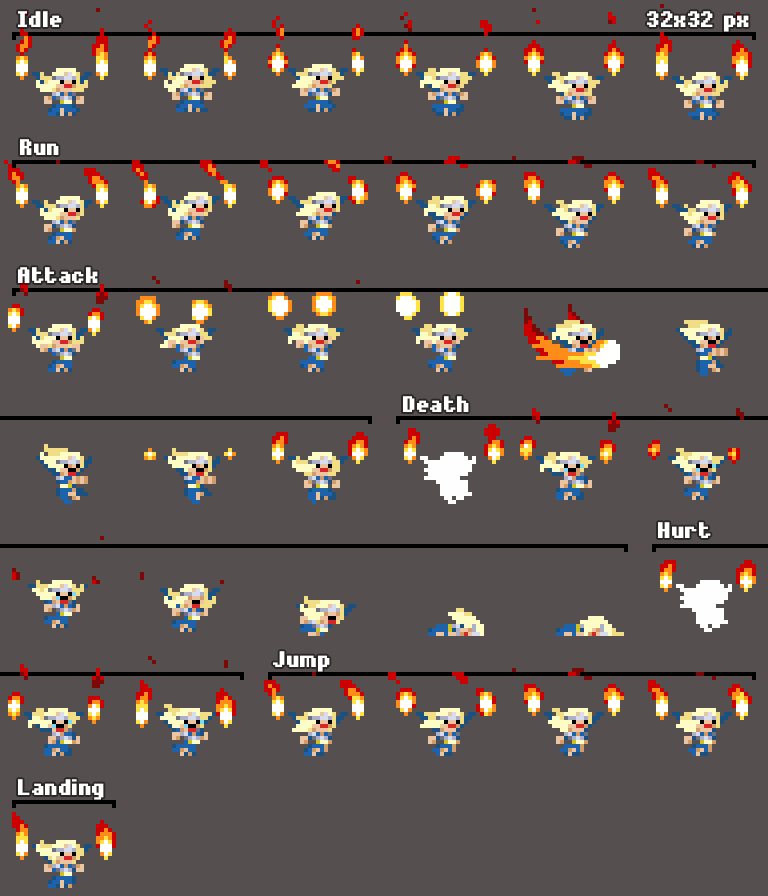 Idle 32x32 px
Run
Attack
Death
Hurt
Jump
Landing